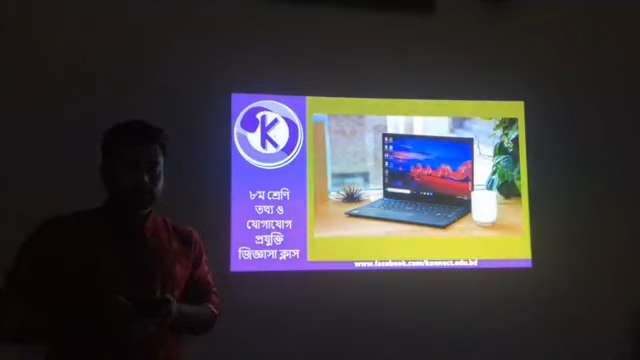 K
৮ম শ্রেণি
তথ্য ও
যোগাযোগ
প্রযুক্তি
জিজ্ঞাসা ক্লাস
www.facebook.com/konnect.edu.bd